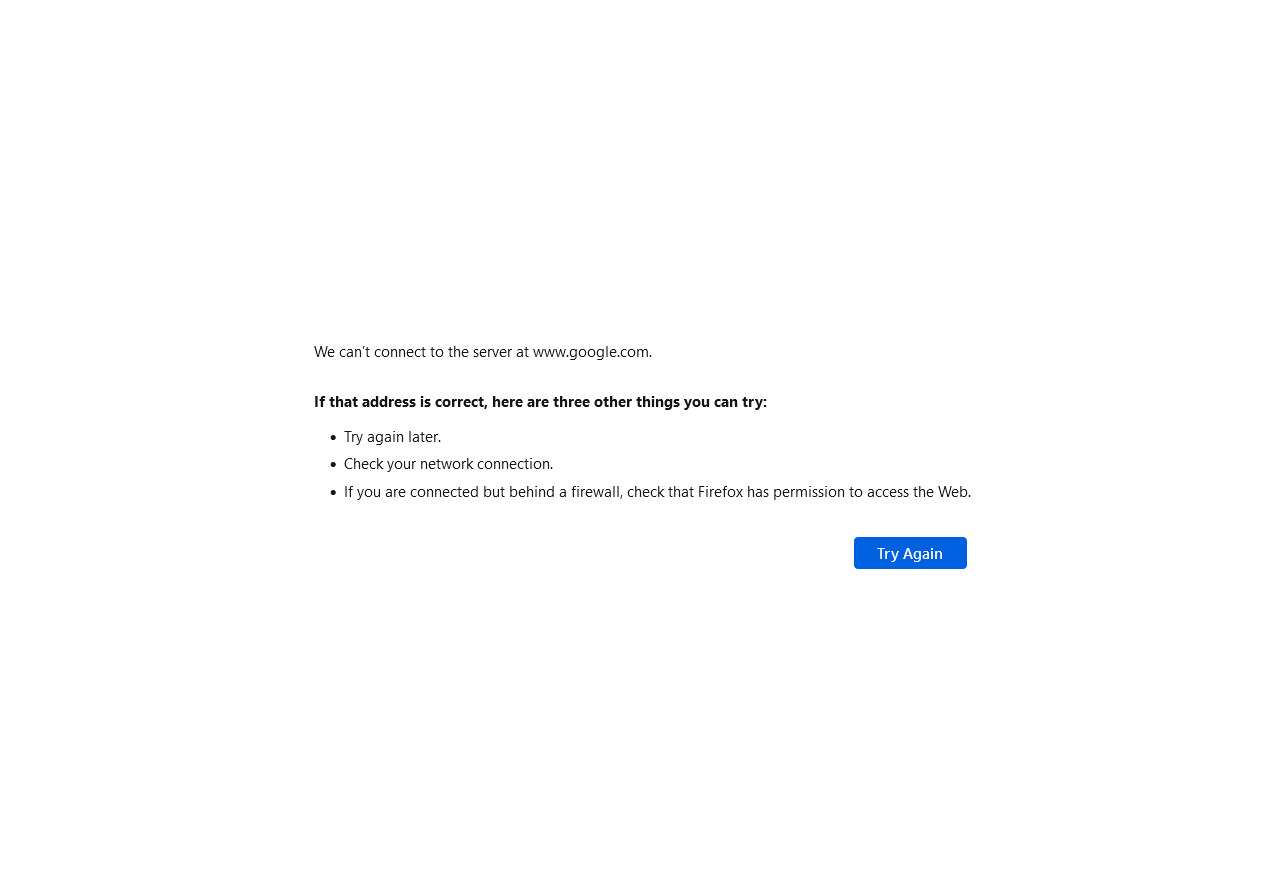 We can’t connect to the server at www.google.com.
If that address is correct, here are three other things you can try:
• Try again later.
• Check your network connection.
• If you are connected but behind a firewall, check that Firefox has permission to access the Web.
Try Again